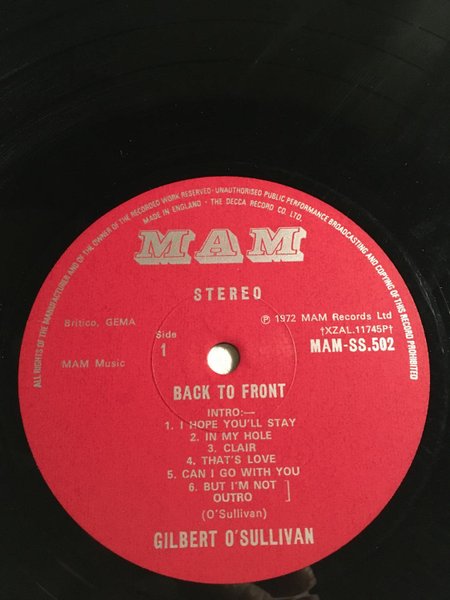 ALL RIGHTS OF THE MANUFACTURER AND OF THE OWNER OF THE RECORDED WORK RESERVED · UNAUTHORISED PUBLIC PERFORMANCE BROADCASTING AND COPYING OF THIS RECORD PROHIBITED
MADE IN ENGLAND · THE DECCA RECORD CO. LTD.
MAM
STEREO
Britico, GEMA
Side
1
MAM Music
℗ 1972 MAM Records Ltd
†XZAL.11745P†
MAM-SS.502
BACK TO FRONT
INTRO:—
1. I HOPE YOU'LL STAY
2. IN MY HOLE
3. CLAIR
4. THAT'S LOVE
5. CAN I GO WITH YOU
6. BUT I'M NOT
OUTRO
(O'Sullivan)
GILBERT O'SULLIVAN